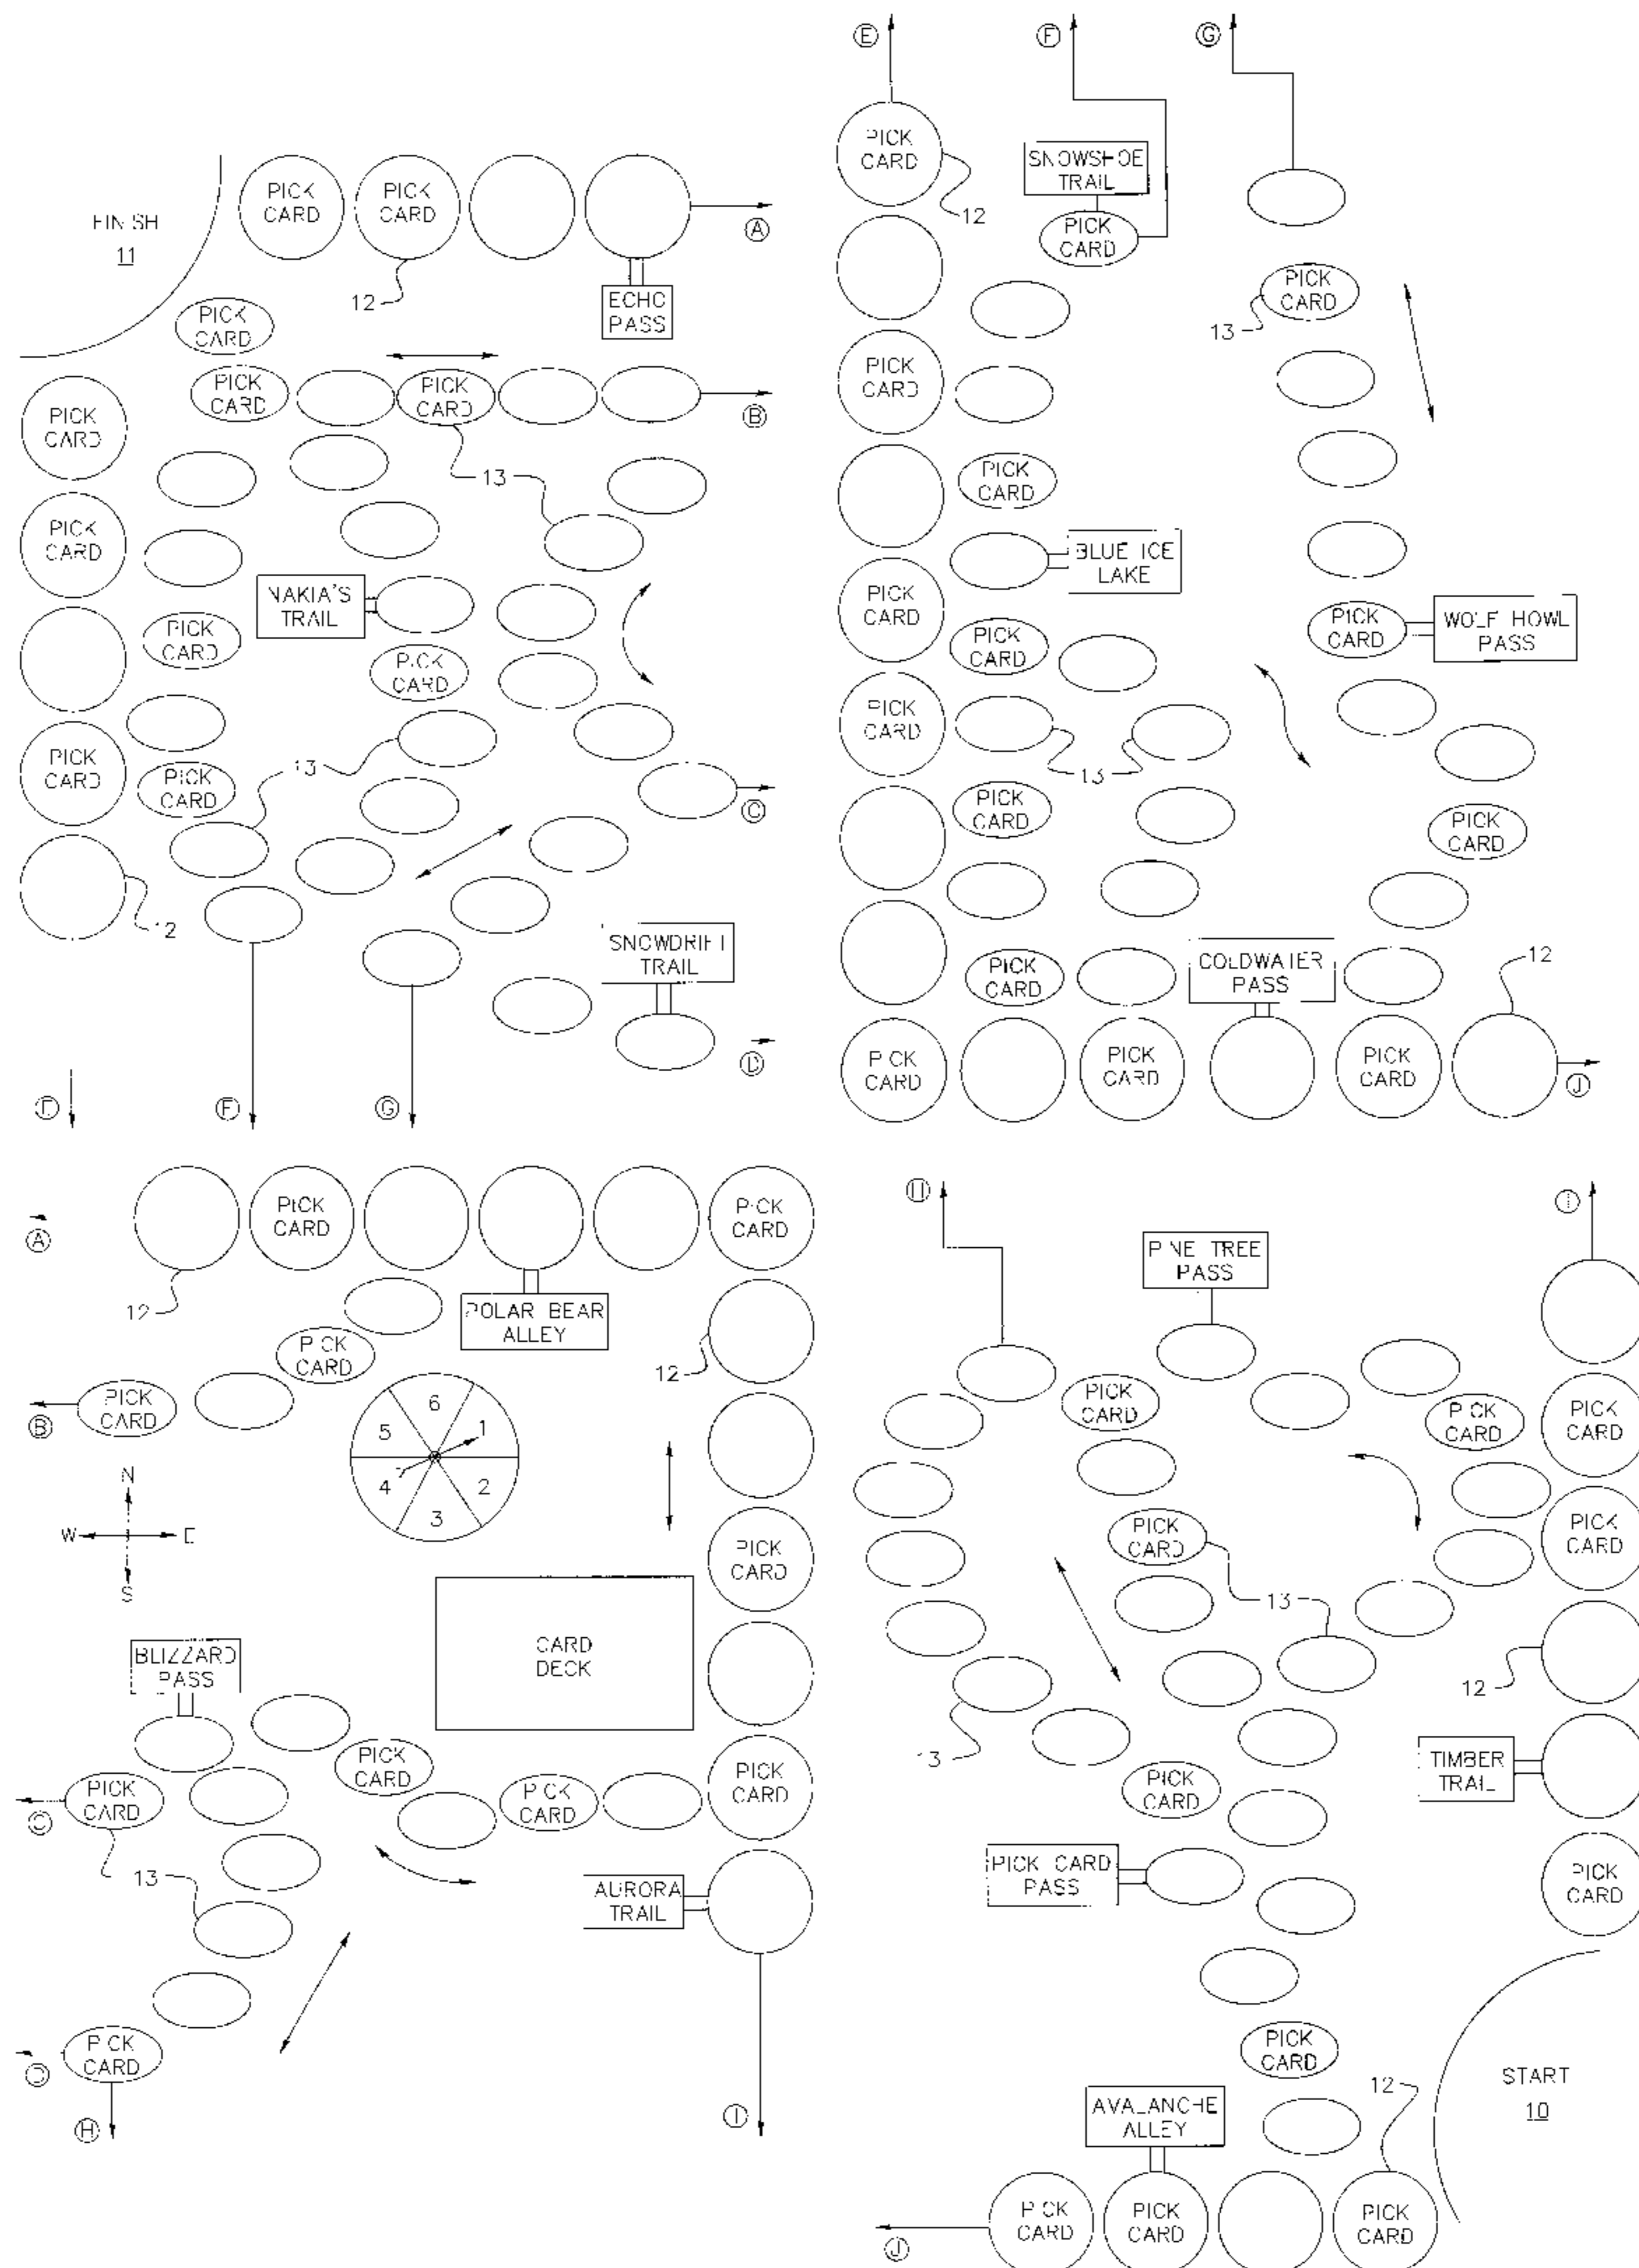 FINISH
11
PICK
CARD
PICK
CARD
12
A
ECHO
PASS
PICK
CARD
PICK
CARD
PICK
CARD
B
PICK
CARD
13
PICK
CARD
NAKIA'S
TRAIL
PICK
CARD
PICK
CARD
PICK
CARD
PICK
CARD
13
C
12
SNOWDRIFT
TRAIL
D
E
F
G
E
F
G
PICK
CARD
12
SNOWSHOE
TRAIL
PICK
CARD
PICK
CARD
13
PICK
CARD
PICK
CARD
BLUE ICE
LAKE
PICK
CARD
PICK
CARD
PICK
CARD
WOLF HOWL
PASS
PICK
CARD
13
PICK
CARD
PICK
CARD
PICK
CARD
COLDWATER
PASS
12
PICK
CARD
PICK
CARD
PICK
CARD
J
A
PICK
CARD
PICK
CARD
12
POLAR BEAR
ALLEY
12
PICK
CARD
B
PICK
CARD
6
1
5
2
4
3
N
W
E
S
PICK
CARD
CARD
DECK
BLIZZARD
PASS
PICK
CARD
PICK
CARD
PICK
CARD
PICK
CARD
C
13
AURORA
TRAIL
D
PICK
CARD
H
I
H
I
PINE TREE
PASS
PICK
CARD
PICK
CARD
PICK
CARD
PICK
CARD
PICK
CARD
13
12
13
PICK
CARD
TIMBER
TRAIL
PICK CARD
PASS
PICK
CARD
PICK
CARD
START
10
AVALANCHE
ALLEY
12
PICK
CARD
PICK
CARD
PICK
CARD
J